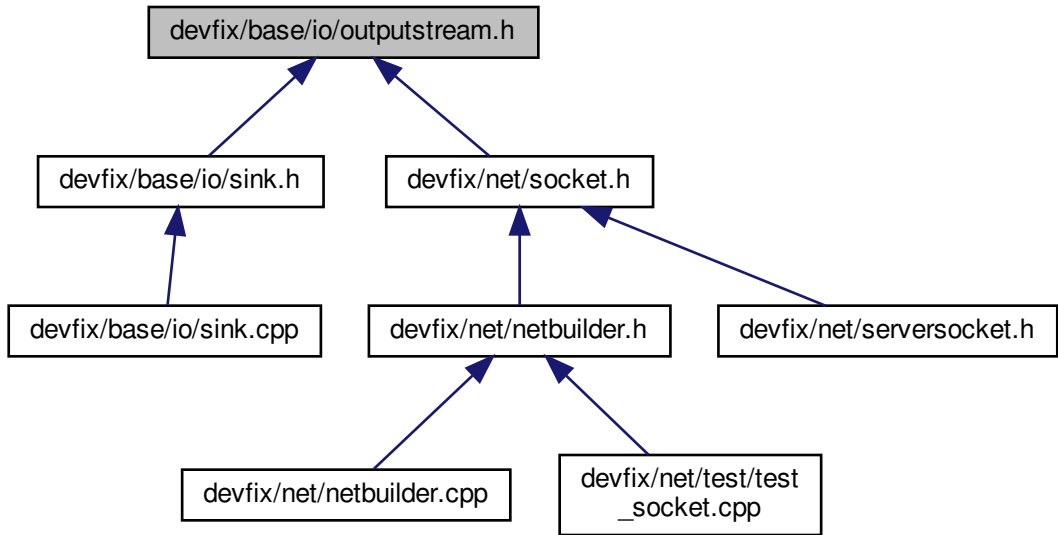 devfix/base/io/outputstream.h
devfix/base/io/sink.h
devfix/net/socket.h
devfix/base/io/sink.cpp
devfix/net/netbuilder.h
devfix/net/serversocket.h
devfix/net/netbuilder.cpp
devfix/net/test/test
_socket.cpp